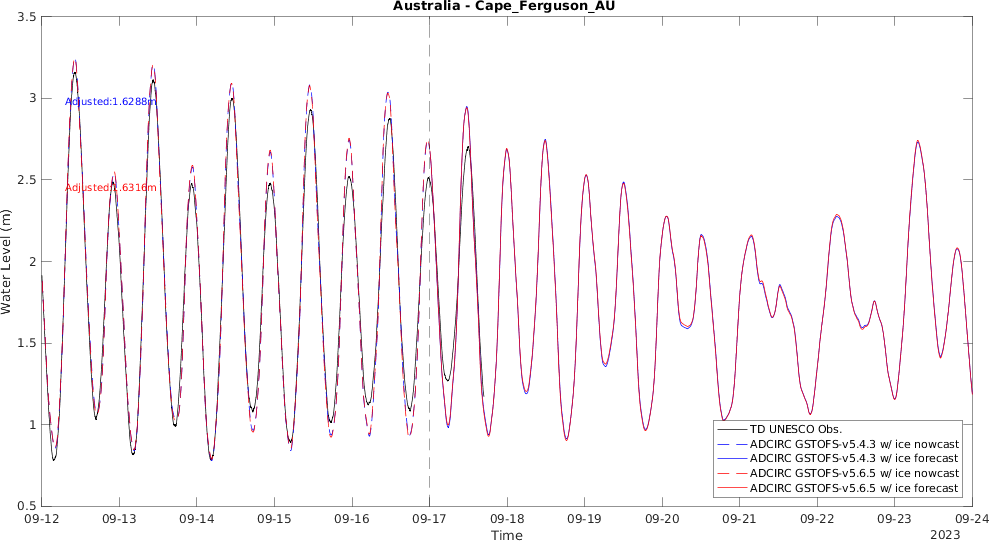 Australia - Cape_Ferguson_AU
Water Level (m)
3.5
3
2.5
2
1.5
1
0.5
Adjusted:1.6288m
Adjusted:1.6316m
TD UNESCO Obs.
ADCIRC GSTOFS-v5.4.3 w/ ice nowcast
ADCIRC GSTOFS-v5.4.3 w/ ice forecast
ADCIRC GSTOFS-v5.6.5 w/ ice nowcast
ADCIRC GSTOFS-v5.6.5 w/ ice forecast
09-12 09-13 09-14 09-15 09-16 09-17 09-18 09-19 09-20 09-21 09-22 09-23 09-24
Time
2023